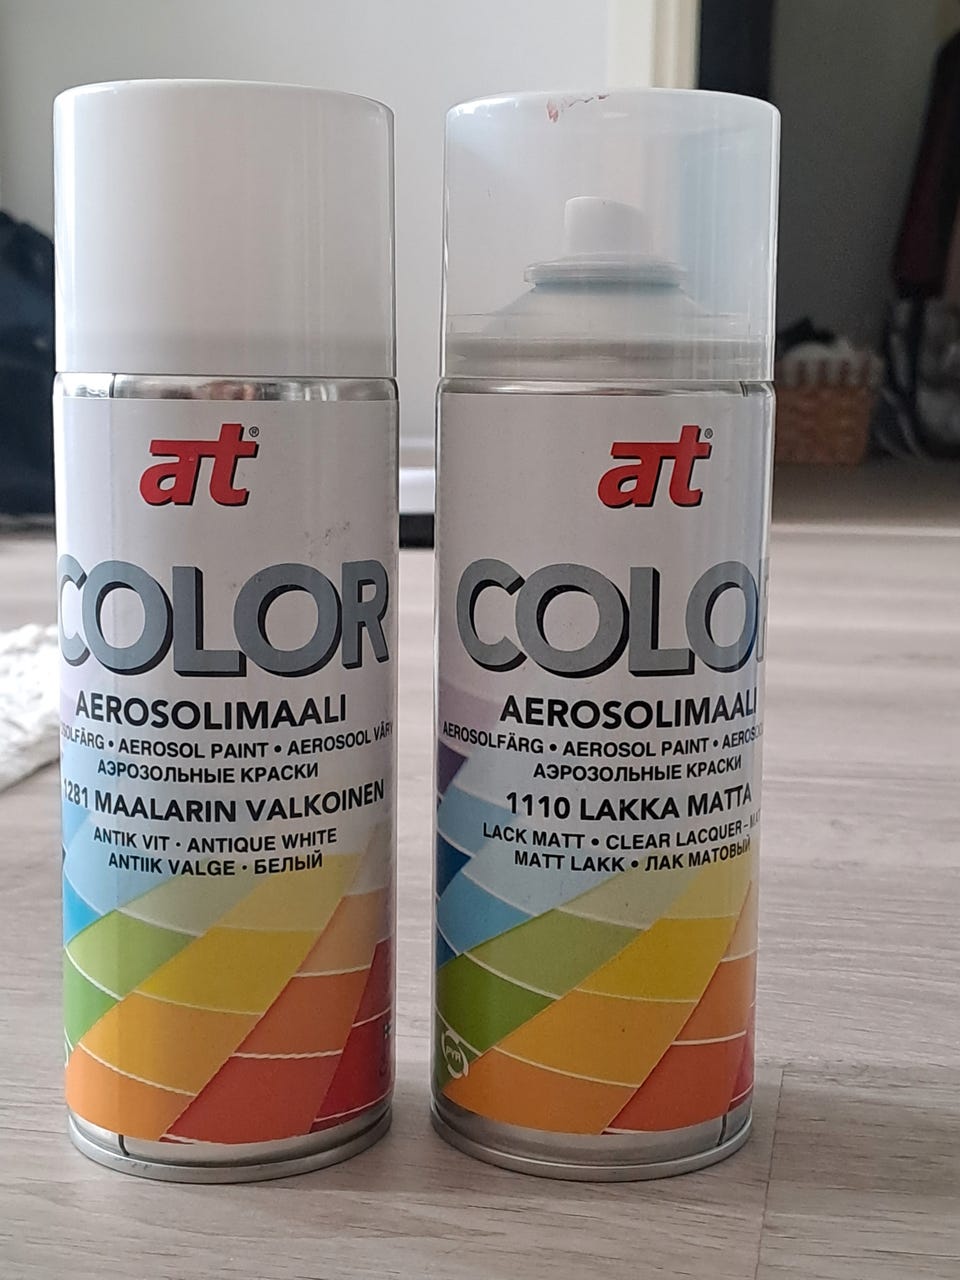 at®
COLOR
AEROSOLIMAALI
AEROSOL PAINT • AEROSOOL VÄRV
АЭРОЗОЛЬНЫЕ КРАСКИ
1281 MAALARIN VALKOINEN
ANTIK VIT • ANTIQUE WHITE
ANTIIK VALGE • БЕЛЫЙ
at®
COLOR
AEROSOLIMAALI
AEROSOLFÄRG • AEROSOL PAINT •
АЭРОЗОЛЬНЫЕ КРАСКИ
1110 LAKKA MATTA
LACK MATT • CLEAR LACQUER –
MATT LAKK • ЛАК МАТОВЫЙ
PYR